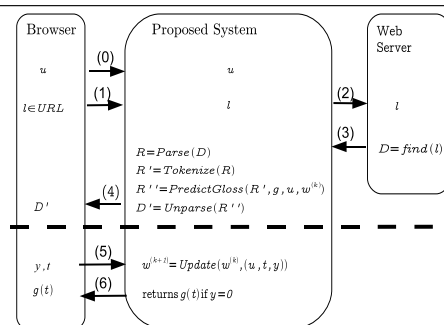 Browser
Proposed System
Web
Server
(0)
u
u
(1)
l∈URL
l
(2)
l
(3)
D=find(l)
R=Parse(D)
R'=Tokenize(R)
R''=PredictGloss(R',g,u,w^(k))
(4)
D'
D'=Unparse(R'')
(5)
y,t
w^(k+1)=Update(w^(k),(u,t,y))
(6)
g(t)
returns g(t) if y=0